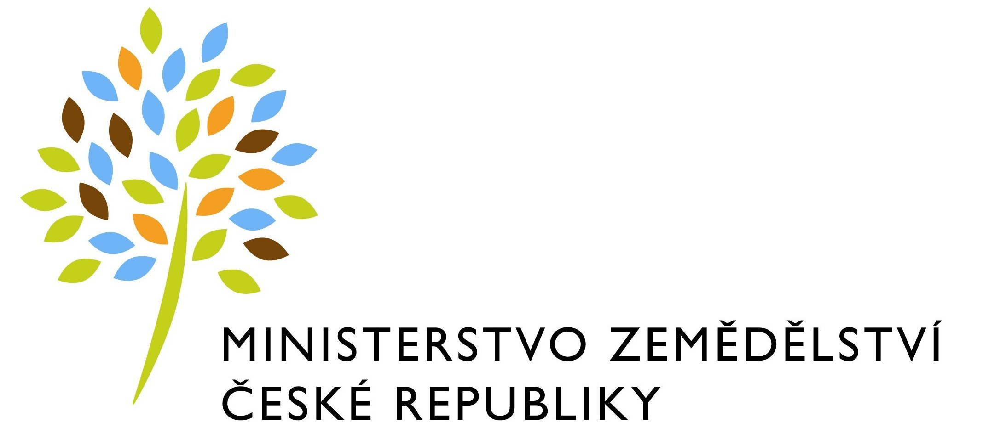 MINISTERSTVO ZEMĚDĚLSTVÍ
ČESKÉ REPUBLIKY